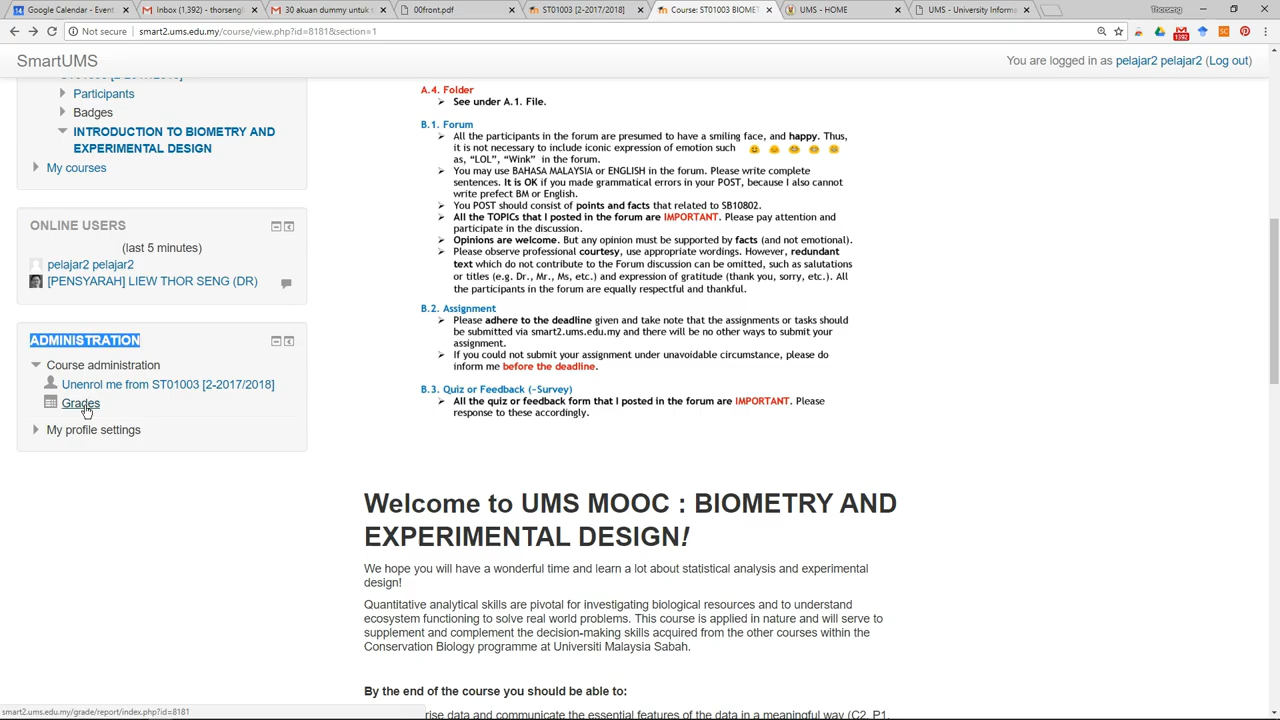 Google Calendar - Event
Inbox (1,392) - thorsengl
30 akuan dummy untuk
00front.pdf
ST01003 [2-2017/2018]
Course: ST01003 BIOMET
UMS - HOME
UMS - University Informa
Thorseng
Not secure
smart2.ums.edu.my/course/view.php?id=8181&section=1
1392
SmartUMS
You are logged in as pelajar2 pelajar2 (Log out)
Participants
Badges
INTRODUCTION TO BIOMETRY AND
EXPERIMENTAL DESIGN
My courses
ONLINE USERS
(last 5 minutes)
pelajar2 pelajar2
[PENSYARAH] LIEW THOR SENG (DR)
ADMINISTRATION
Course administration
Unenrol me from ST01003 [2-2017/2018]
Grades
My profile settings
A.4. Folder
See under A.1. File.
B.1. Forum
All the participants in the forum are presumed to have a smiling face, and happy. Thus,
it is not necessary to include iconic expression of emotion such
as, "LOL", "Wink" in the forum.
You may use BAHASA MALAYSIA or ENGLISH in the forum. Please write complete
sentences. It is OK if you made grammatical errors in your POST, because I also cannot
write prefect BM or English.
You POST should consist of points and facts that related to SB10802.
All the TOPICs that I posted in the forum are IMPORTANT. Please pay attention and
participate in the discussion.
Opinions are welcome. But any opinion must be supported by facts (and not emotional).
Please observe professional courtesy, use appropriate wordings. However, redundant
text which do not contribute to the Forum discussion can be omitted, such as salutations
or titles (e.g. Dr., Mr., Ms, etc.) and expression of gratitude (thank you, sorry, etc.). All
the participants in the forum are equally respectful and thankful.
B.2. Assignment
Please adhere to the deadline given and take note that the assignments or tasks should
be submitted via smart2.ums.edu.my and there will be no other ways to submit your
assignment.
If you could not submit your assignment under unavoidable circumstance, please do
inform me before the deadline.
B.3. Quiz or Feedback (-Survey)
All the quiz or feedback form that I posted in the forum are IMPORTANT. Please
response to these accordingly.
Welcome to UMS MOOC : BIOMETRY AND
EXPERIMENTAL DESIGN!
We hope you will have a wonderful time and learn a lot about statistical analysis and experimental
design!
Quantitative analytical skills are pivotal for investigating biological resources and to understand
ecosystem functioning to solve real world problems. This course is applied in nature and will serve to
supplement and complement the decision-making skills acquired from the other courses within the
Conservation Biology programme at Universiti Malaysia Sabah.
By the end of the course you should be able to:
rise data and communicate the essential features of the data in a meaningful way (C2, P1,
smart2.ums.edu.my/grade/report/index.php?id=8181